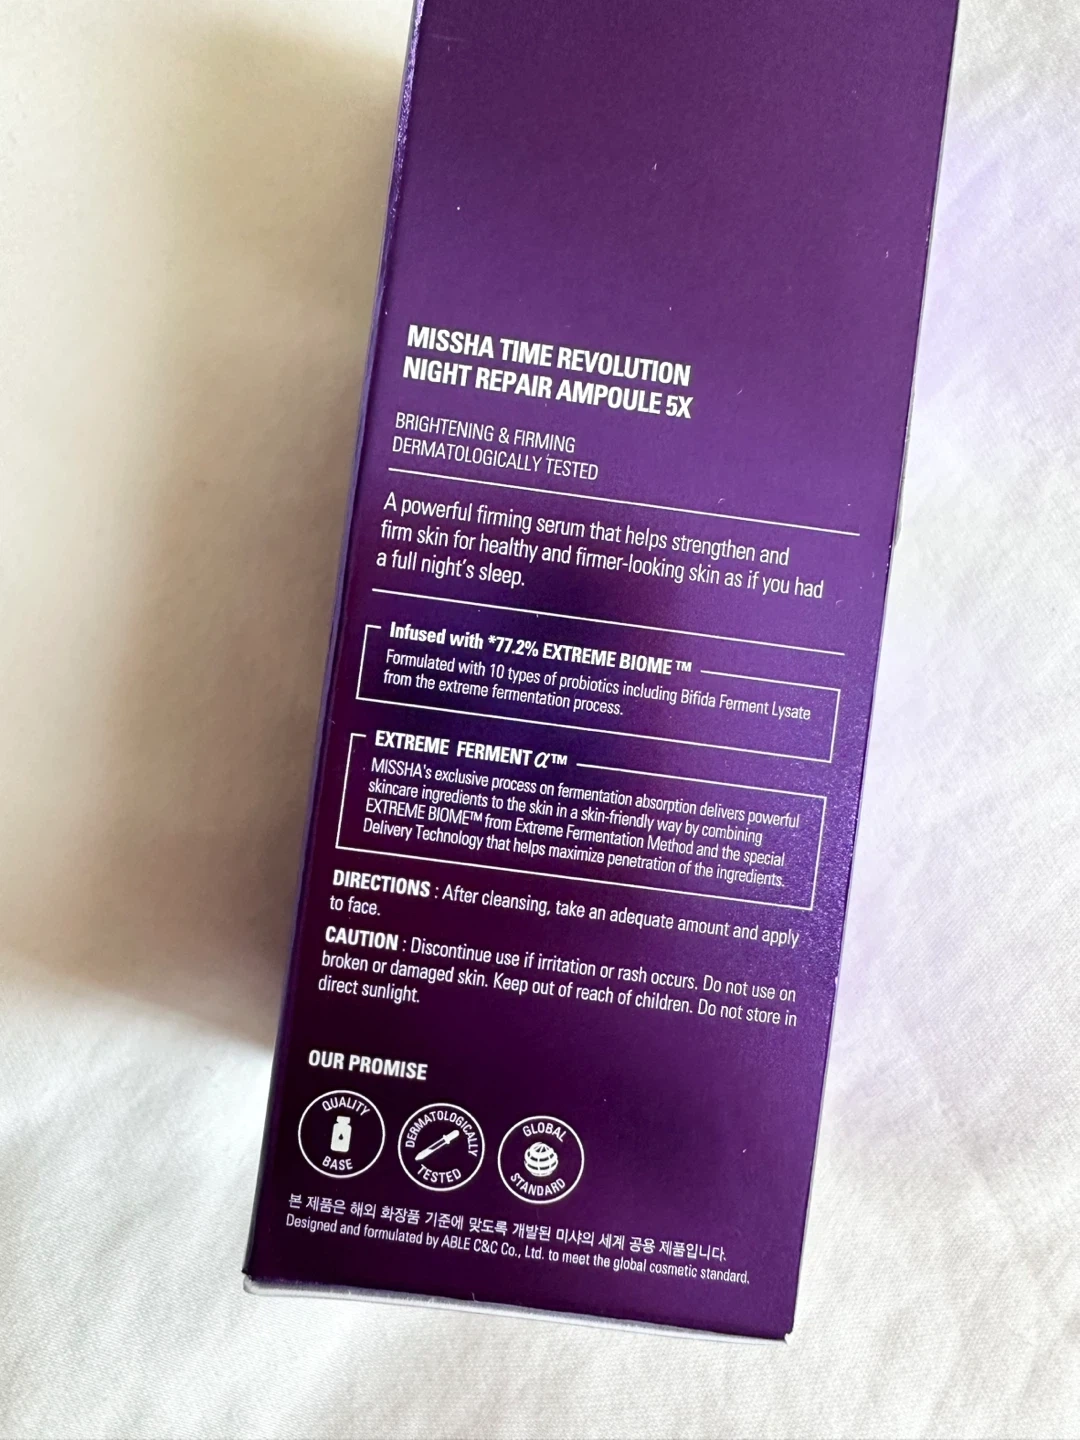 MISSHA TIME REVOLUTION
NIGHT REPAIR AMPOULE 5X
BRIGHTENING & FIRMING
DERMATOLOGICALLY TESTED
A powerful firming serum that helps strengthen and
firm skin for healthy and firmer-looking skin as if you had
a full night's sleep.
Infused with *77.2% EXTREME BIOME™
Formulated with 10 types of probiotics including Bifida Ferment Lysate
from the extreme fermentation process.
EXTREME FERMENT α™
MISSHA's exclusive process on fermentation absorption delivers powerful
skincare ingredients to the skin in a skin-friendly way by combining
EXTREME BIOME™ from Extreme Fermentation Method and the special
Delivery Technology that helps maximize penetration of the ingredients.
DIRECTIONS : After cleansing, take an adequate amount and apply
to face.
CAUTION : Discontinue use if irritation or rash occurs. Do not use on
broken or damaged skin. Keep out of reach of children. Do not store in
direct sunlight.
OUR PROMISE
QUALITY
BASE
DERMATOLOGICALLY
TESTED
GLOBAL
STANDARD
본 제품은 해외 화장품 기준에 맞도록 개발된 미샤의 세계 공용 제품입니다.
Designed and formulated by ABLE C&C Co., Ltd. to meet the global cosmetic standard.